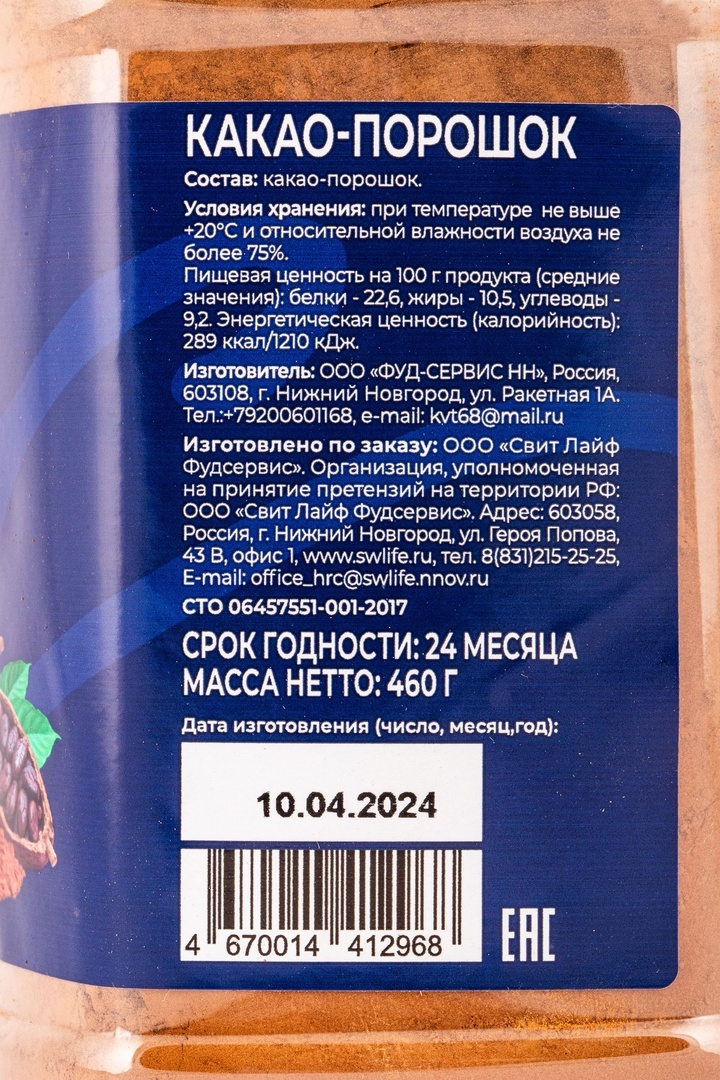 КАКАО-ПОРОШОК
Состав: какао-порошок.
Условия хранения: при температуре не выше
+20°С и относительной влажности воздуха не
более 75%.
Пищевая ценность на 100 г продукта (средние
значения): белки - 22,6, жиры - 10,5, углеводы -
9,2. Энергетическая ценность (калорийность):
289 ккал/1210 кДж.
Изготовитель: ООО «ФУД-СЕРВИС НН», Россия,
603108, г. Нижний Новгород, ул. Ракетная 1А.
Тел.:+79200601168, e-mail: kvt68@mail.ru
Изготовлено по заказу: ООО «Свит Лайф
Фудсервис». Организация, уполномоченная
на принятие претензий на территории РФ:
ООО «Свит Лайф Фудсервис». Адрес: 603058,
Россия, г. Нижний Новгород, ул. Героя Попова,
43 В, офис 1, www.swlife.ru, тел. 8(831)215-25-25,
E-mail: office_hrc@swlife.nnov.ru
СТО 06457551-001-2017
СРОК ГОДНОСТИ: 24 МЕСЯЦА
МАССА НЕТТО: 460 Г
Дата изготовления (число, месяц,год):
10.04.2024
4 670014 412968
ЕАС